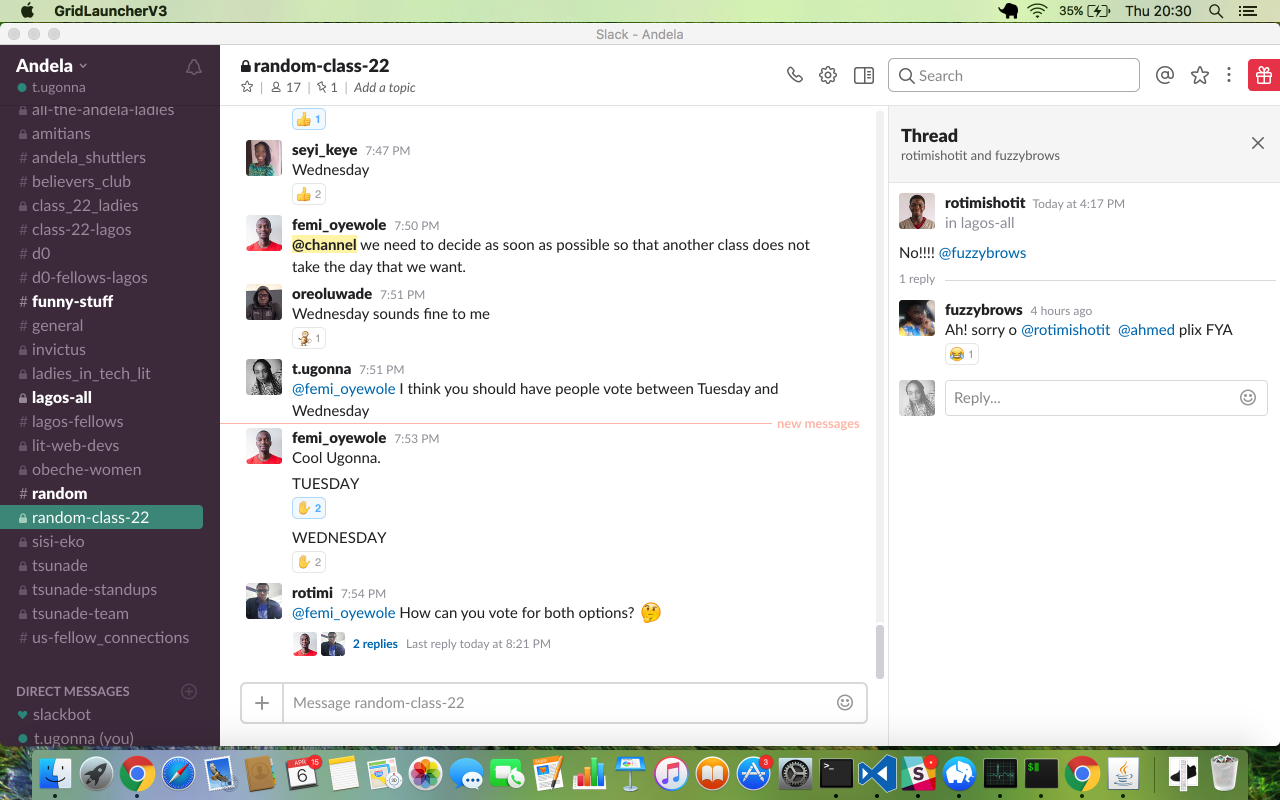 GridLauncherV3
35%
Thu 20:30
Slack - Andela
Andela
t.ugonna
all-the-andela-ladies
amitians
# andela_shuttlers
# believers_club
class_22_ladies
# class-22-lagos
# d0
# d0-fellows-lagos
# funny-stuff
# general
invictus
ladies_in_tech_lit
lagos-all
# lagos-fellows
lit-web-devs
obeche-women
# random
random-class-22
sisi-eko
tsunade
tsunade-standups
tsunade-team
# us-fellow_connections
DIRECT MESSAGES
slackbot
t.ugonna (you)
random-class-22
17 | 1 | Add a topic
Search
1
seyi_keye 7:47 PM
Wednesday
2
femi_oyewole 7:50 PM
@channel we need to decide as soon as possible so that another class does not
take the day that we want.
oreoluwade 7:51 PM
Wednesday sounds fine to me
1
t.ugonna 7:51 PM
@femi_oyewole I think you should have people vote between Tuesday and
Wednesday
new messages
femi_oyewole 7:53 PM
Cool Ugonna.
TUESDAY
2
WEDNESDAY
2
rotimi 7:54 PM
@femi_oyewole How can you vote for both options?
2 replies Last reply today at 8:21 PM
Message random-class-22
Thread
rotimishotit and fuzzybrows
rotimishotit Today at 4:17 PM
in lagos-all
No!!!! @fuzzybrows
1 reply
fuzzybrows 4 hours ago
Ah! sorry o @rotimishotit @ahmed plix FYA
1
Reply...
APR 15
6
3